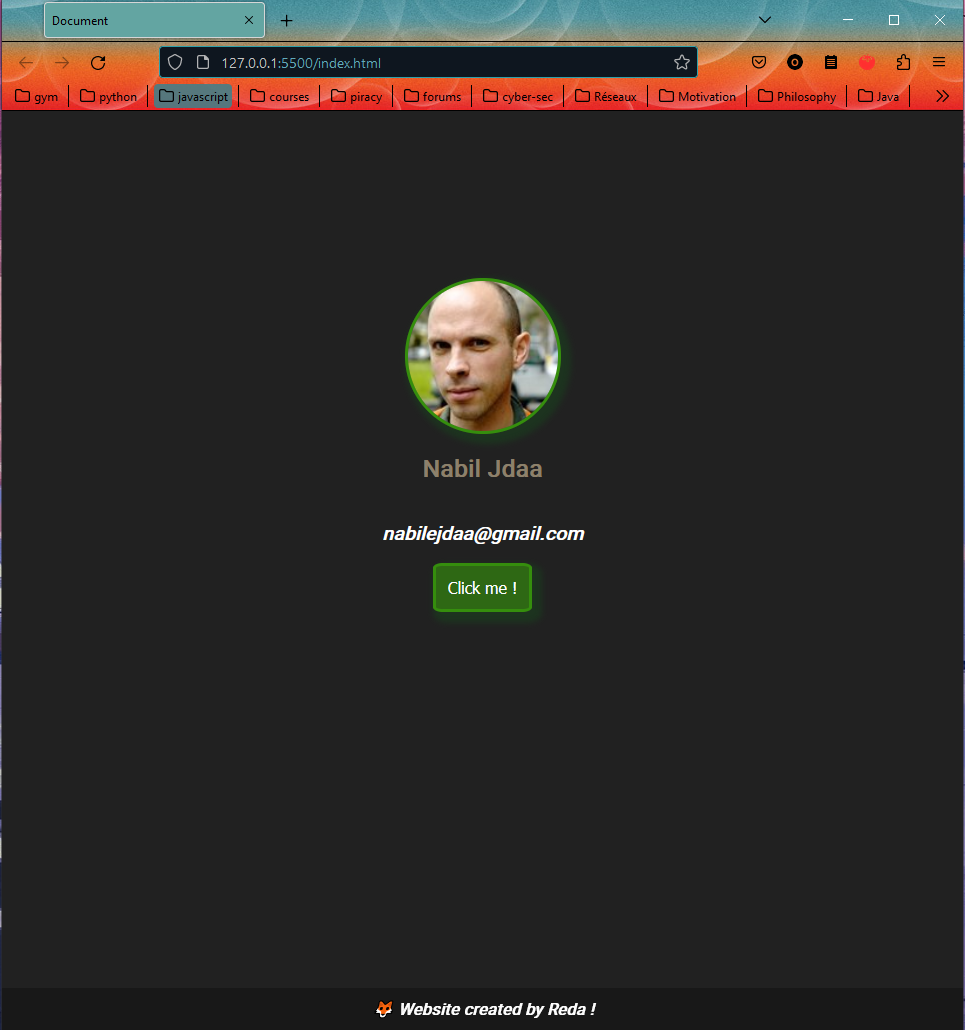 Document
127.0.0.1:5500/index.html
gym python javascript courses piracy forums cyber-sec Réseaux Motivation Philosophy Java
Nabil Jdaa
nabilejdaa@gmail.com
Click me !
Website created by Reda !